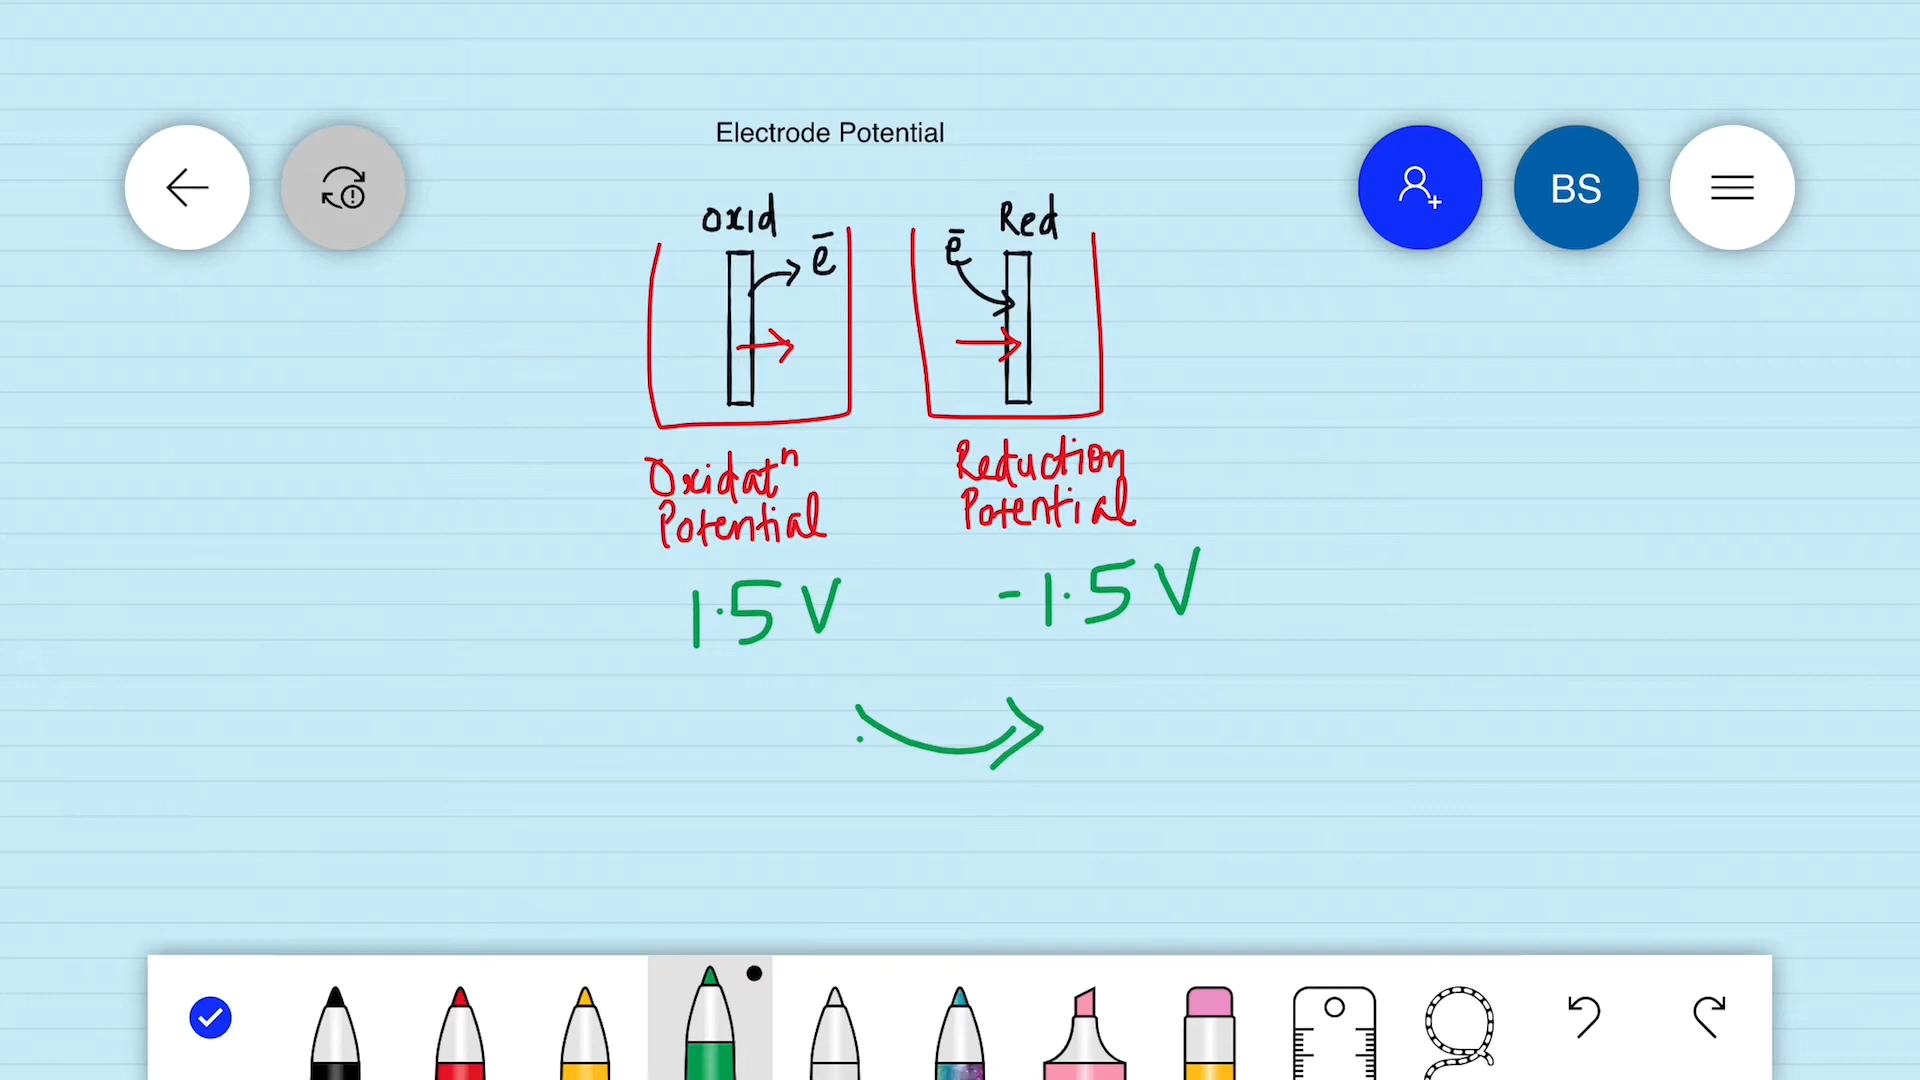 Electrode Potential
BS
Oxid
Red
e̅
e̅
Oxidatⁿ
Potential
Reduction
Potential
1.5 V
-1.5 V